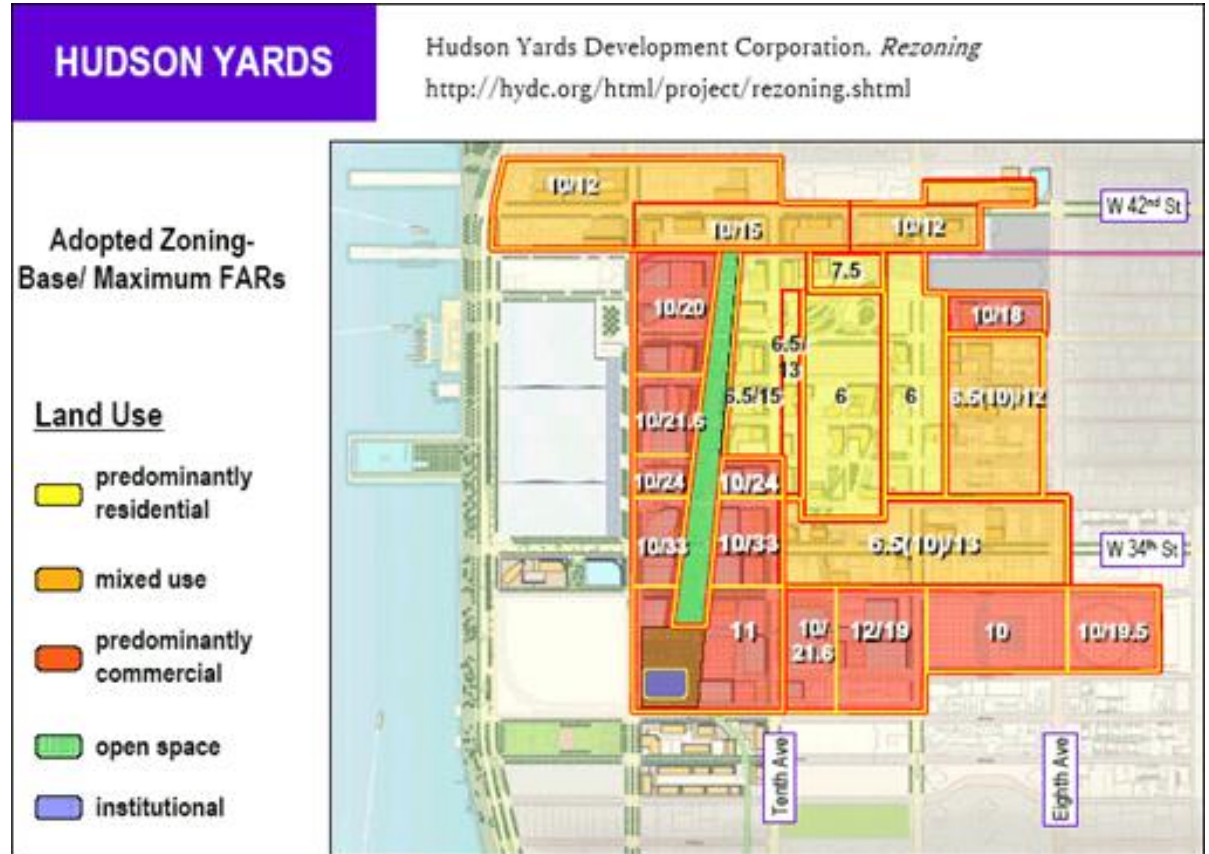 HUDSON YARDS
Hudson Yards Development Corporation. Rezoning
http://hydc.org/html/project/rezoning.shtml
Adopted Zoning-
Base/ Maximum FARs
Land Use
predominantly
residential
mixed use
predominantly
commercial
open space
institutional
10/12
W 42nd St
10/15
10/12
7.5
10/20
10/18
6.5/
13
6.5/15
6
6
6.5(10)/12
10/21.6
10/24
10/24
10/33
10/33
6.5(10)/13
W 34th St
11
10/
21.6
12/19
10
10/19.5
Tenth Ave
Eighth Ave